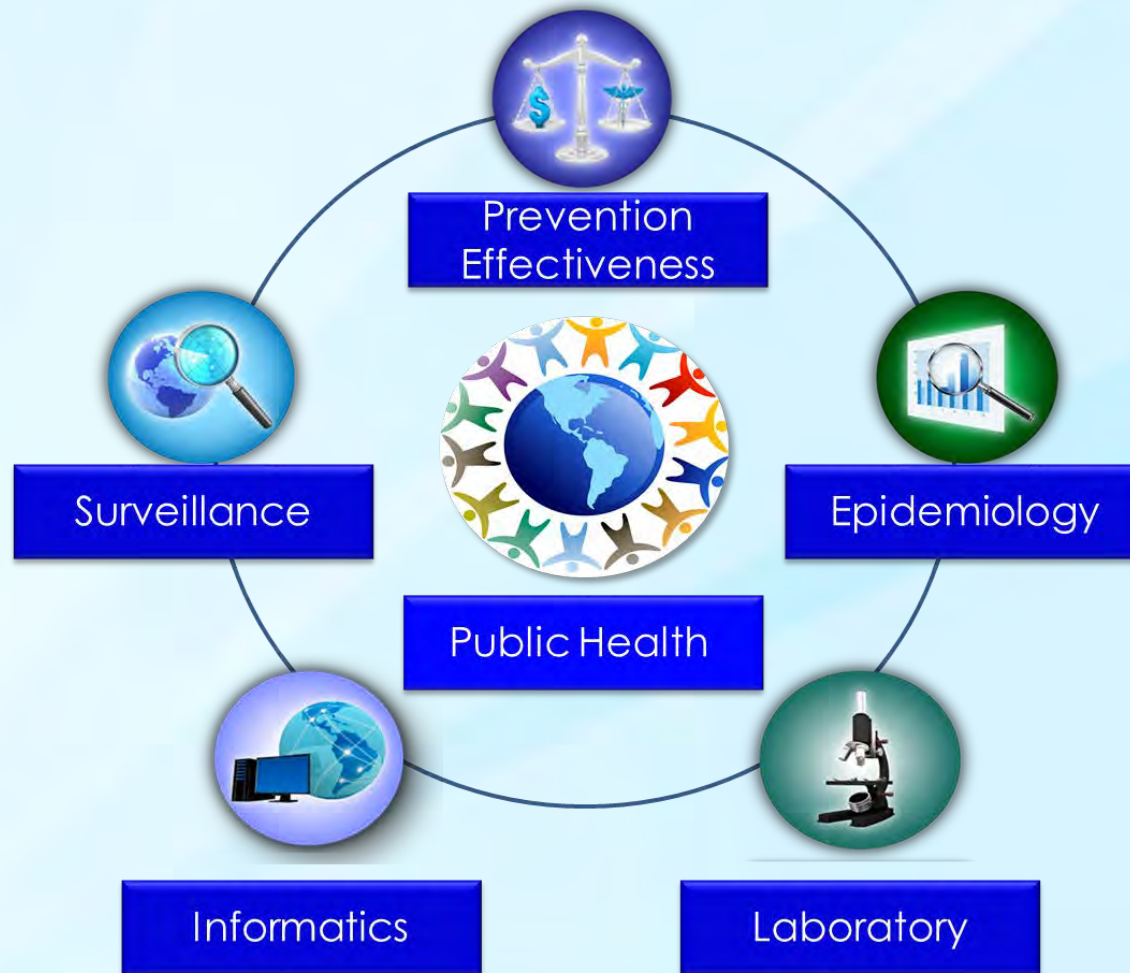 Prevention
Effectiveness
Surveillance
Epidemiology
Public Health
Informatics
Laboratory